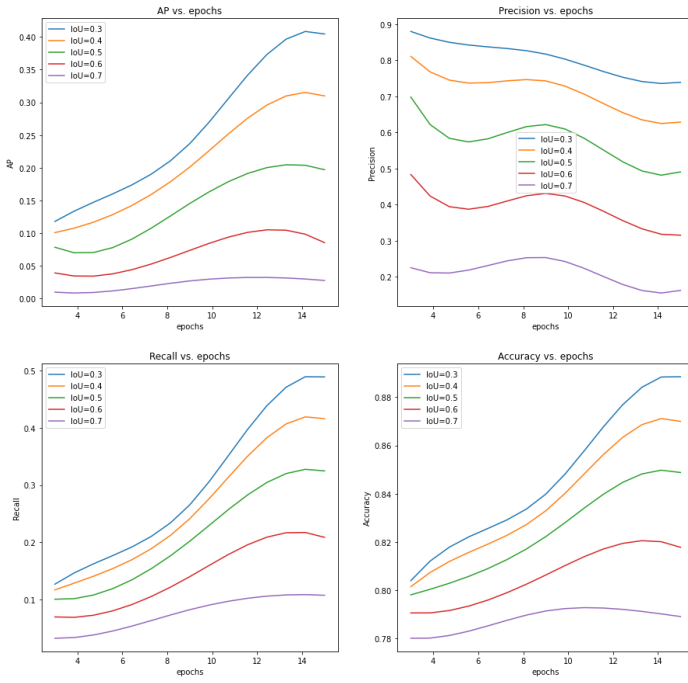 AP vs. epochs
IoU=0.3
IoU=0.4
IoU=0.5
IoU=0.6
IoU=0.7
0.40
0.35
0.30
0.25
0.20
0.15
0.10
0.05
0.00
AP
4 6 8 10 12 14
epochs
Precision vs. epochs
0.9
0.8
0.7
0.6
0.5
0.4
0.3
0.2
Precision
IoU=0.3
IoU=0.4
IoU=0.5
IoU=0.6
IoU=0.7
4 6 8 10 12 14
epochs
Recall vs. epochs
IoU=0.3
IoU=0.4
IoU=0.5
IoU=0.6
IoU=0.7
0.5
0.4
0.3
0.2
0.1
Recall
4 6 8 10 12 14
epochs
Accuracy vs. epochs
IoU=0.3
IoU=0.4
IoU=0.5
IoU=0.6
IoU=0.7
0.88
0.86
0.84
0.82
0.80
0.78
Accuracy
4 6 8 10 12 14
epochs